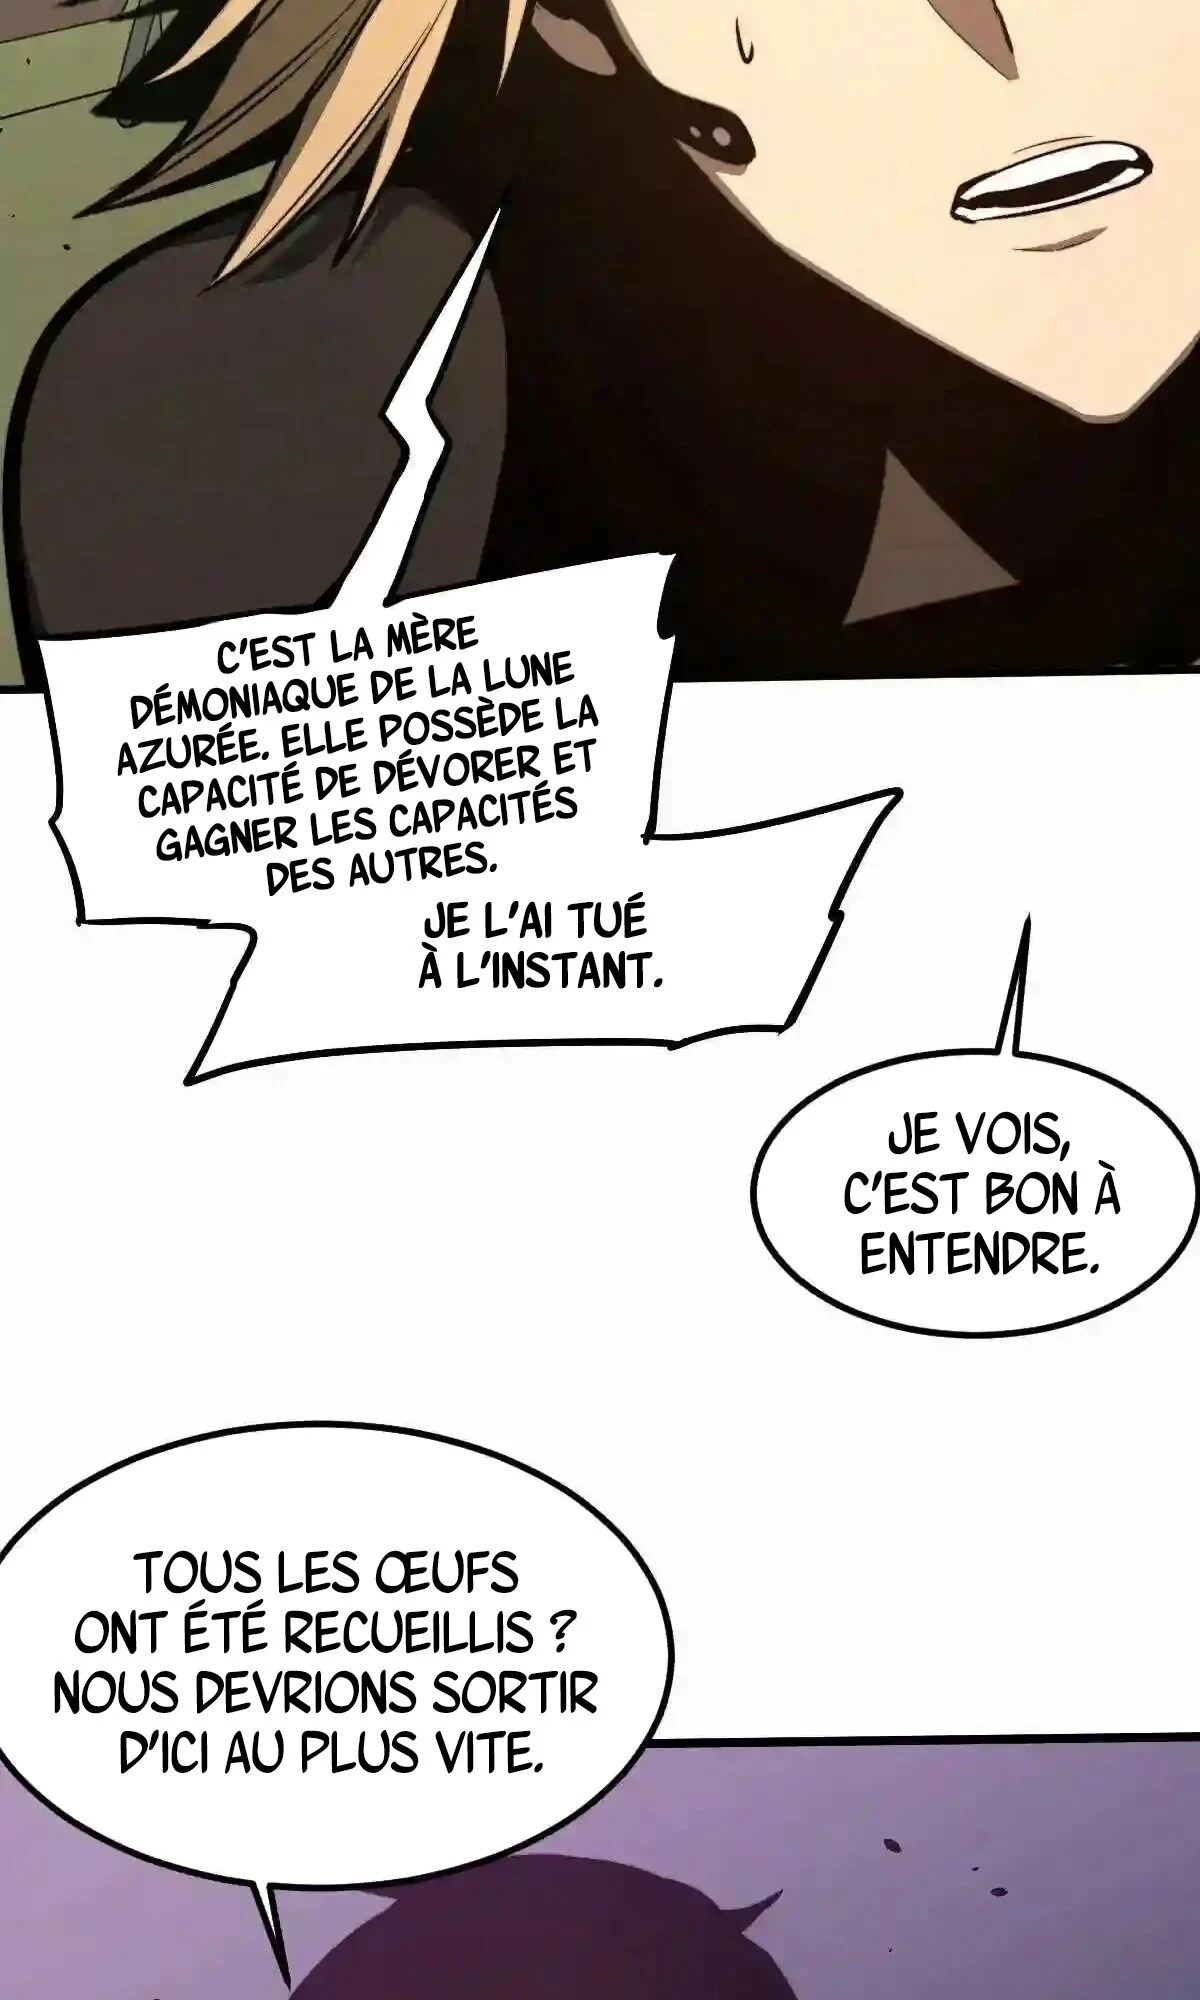 C'EST LA MÈRE
DÉMONIAQUE DE LA LUNE
AZURÉE. ELLE POSSÈDE LA
CAPACITÉ DE DÉVORER ET
GAGNER LES CAPACITÉS
DES AUTRES.
JE L'AI TUÉ
À L'INSTANT.
JE VOIS,
C'EST BON À
ENTENDRE.
TOUS LES ŒUFS
ONT ÉTÉ RECUEILLIS ?
NOUS DEVRIONS SORTIR
D'ICI AU PLUS VITE.